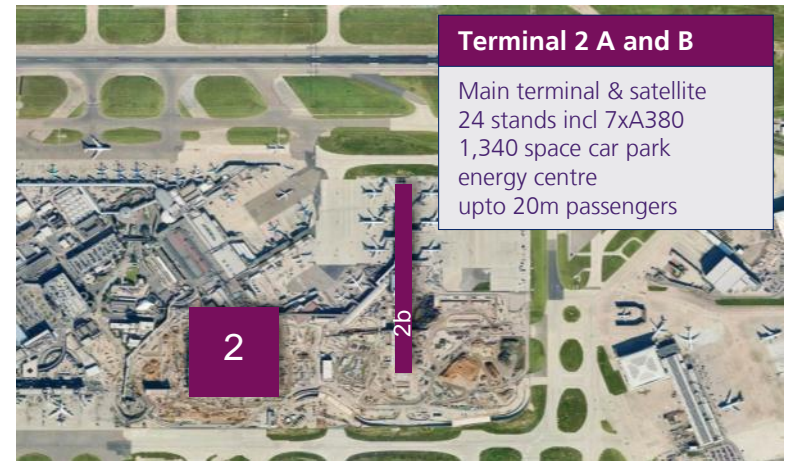 Terminal 2 A and B
Main terminal & satellite
24 stands incl 7xA380
1,340 space car park
energy centre
upto 20m passengers
2
2b